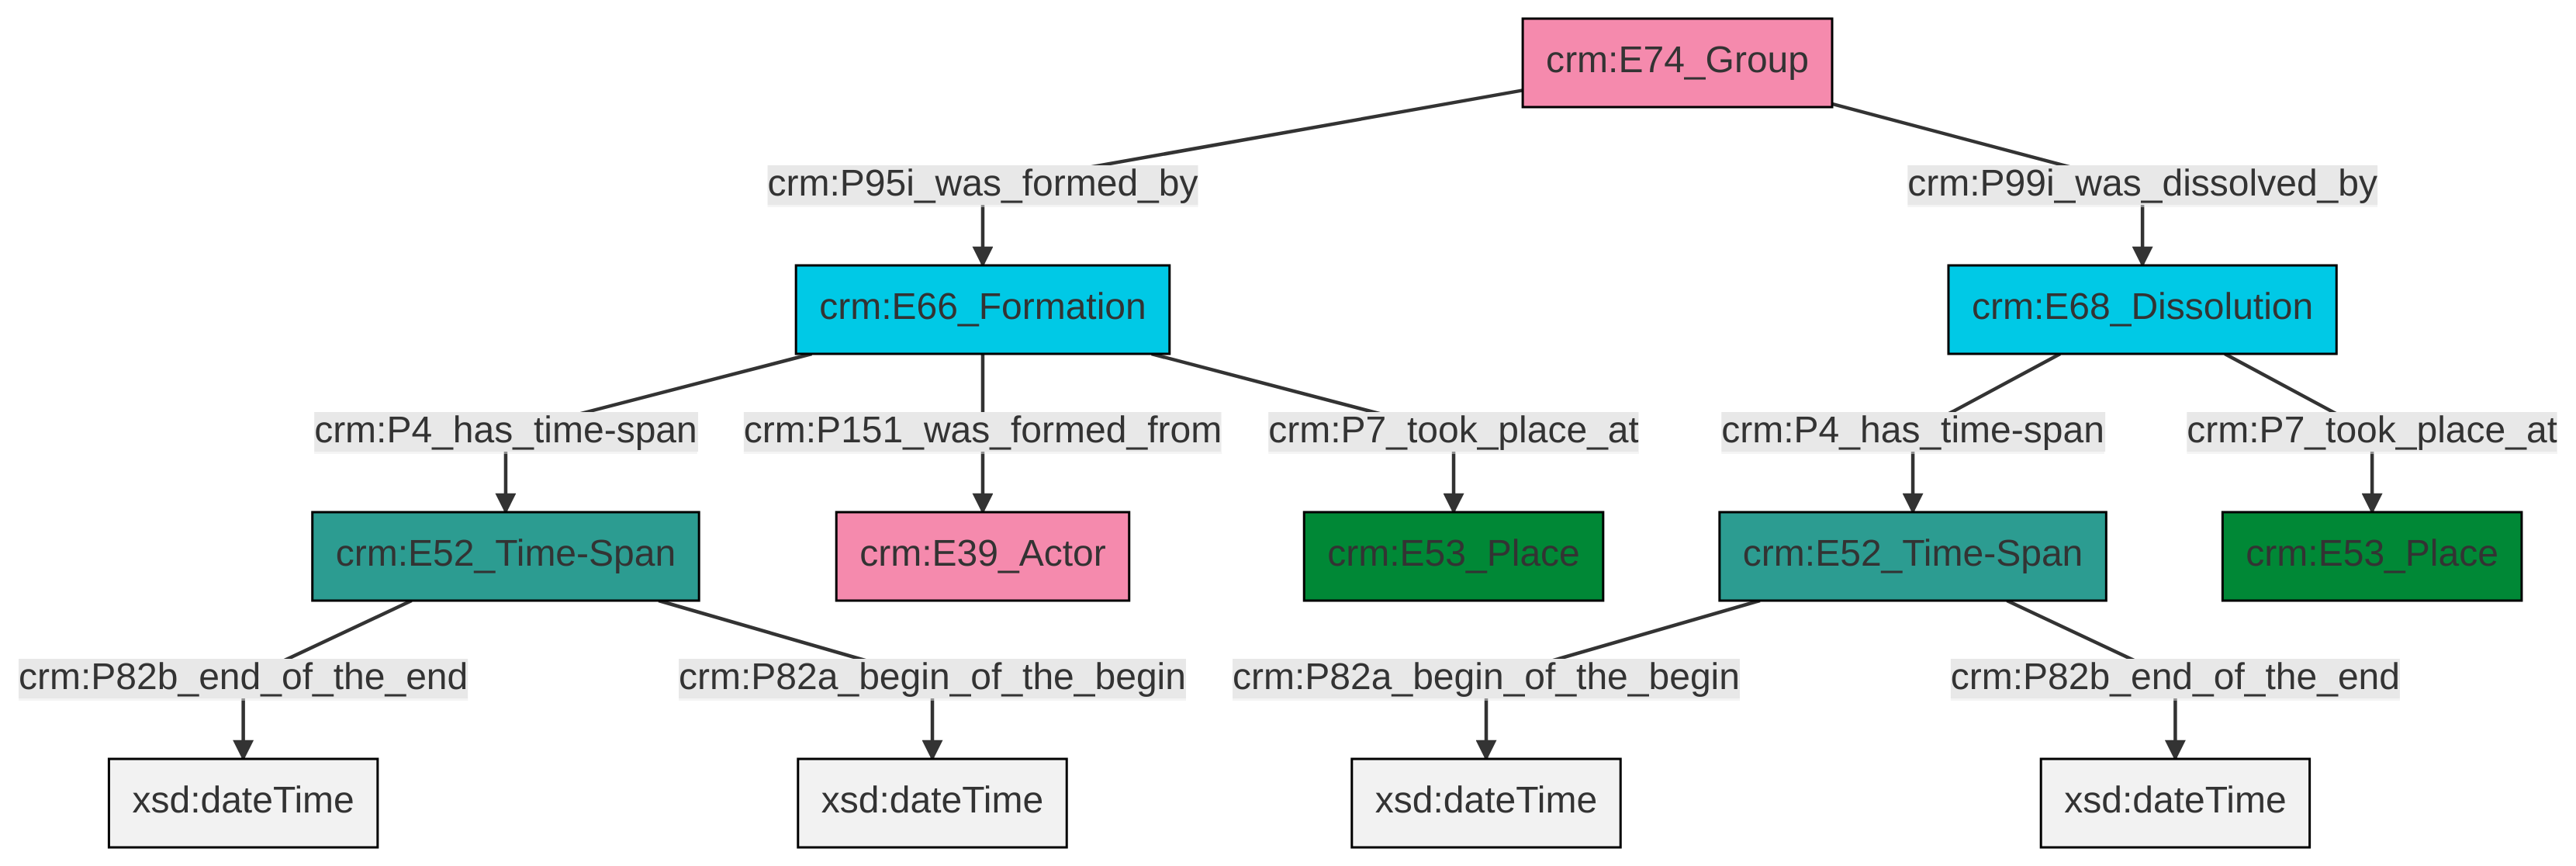 crm:E74_Group
crm:P95i_was_formed_by
crm:P99i_was_dissolved_by
crm:E66_Formation
crm:E68_Dissolution
crm:P4_has_time-span
crm:P151_was_formed_from
crm:P7_took_place_at
crm:P4_has_time-span
crm:P7_took_place_at
crm:E52_Time-Span
crm:E39_Actor
crm:E53_Place
crm:E52_Time-Span
crm:E53_Place
crm:P82b_end_of_the_end
crm:P82a_begin_of_the_begin
crm:P82a_begin_of_the_begin
crm:P82b_end_of_the_end
xsd:dateTime
xsd:dateTime
xsd:dateTime
xsd:dateTime